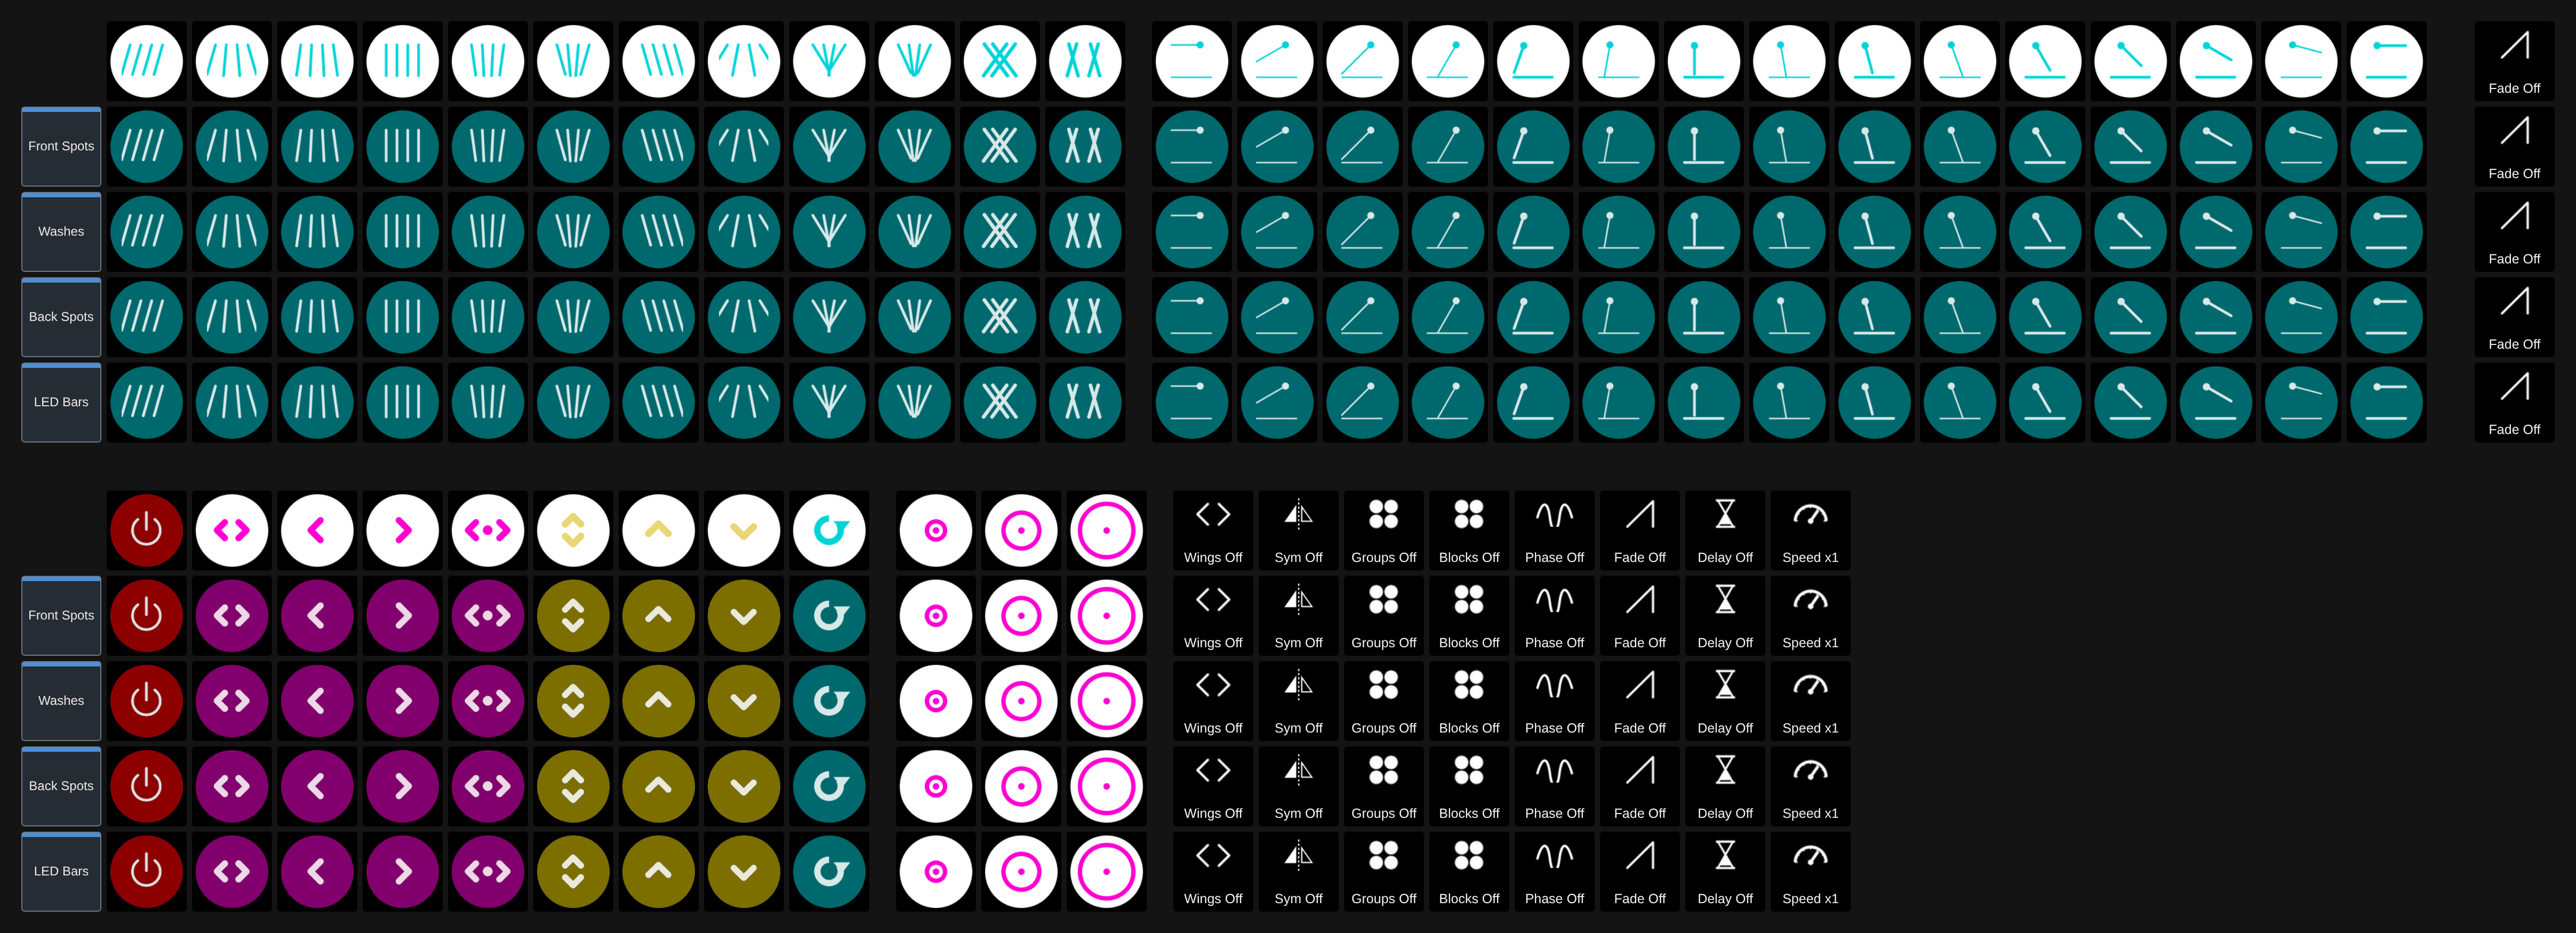 Fade Off
Front Spots Fade Off
Washes Fade Off
Back Spots Fade Off
LED Bars Fade Off
Wings Off Sym Off Groups Off Blocks Off Phase Off Fade Off Delay Off Speed x1
Front Spots Wings Off Sym Off Groups Off Blocks Off Phase Off Fade Off Delay Off Speed x1
Washes Wings Off Sym Off Groups Off Blocks Off Phase Off Fade Off Delay Off Speed x1
Back Spots Wings Off Sym Off Groups Off Blocks Off Phase Off Fade Off Delay Off Speed x1
LED Bars Wings Off Sym Off Groups Off Blocks Off Phase Off Fade Off Delay Off Speed x1